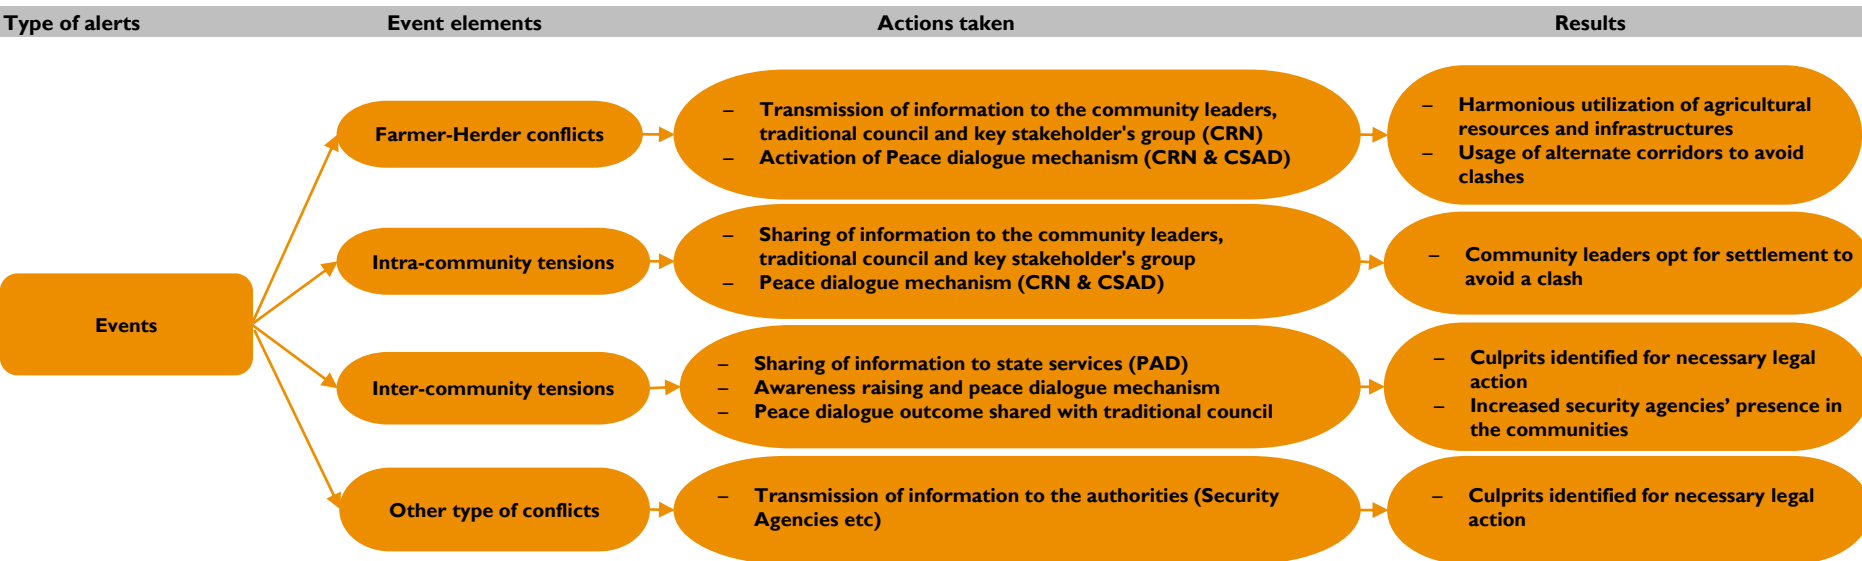 Type of alerts Event elements Actions taken Results
Events
Farmer-Herder conflicts
– Transmission of information to the community leaders,
traditional council and key stakeholder's group (CRN)
– Activation of Peace dialogue mechanism (CRN & CSAD)
– Harmonious utilization of agricultural
resources and infrastructures
– Usage of alternate corridors to avoid
clashes
Intra-community tensions
– Sharing of information to the community leaders,
traditional council and key stakeholder's group
– Peace dialogue mechanism (CRN & CSAD)
– Community leaders opt for settlement to
avoid a clash
Inter-community tensions
– Sharing of information to state services (PAD)
– Awareness raising and peace dialogue mechanism
– Peace dialogue outcome shared with traditional council
– Culprits identified for necessary legal
action
– Increased security agencies’ presence in
the communities
Other type of conflicts
– Transmission of information to the authorities (Security
Agencies etc)
– Culprits identified for necessary legal
action